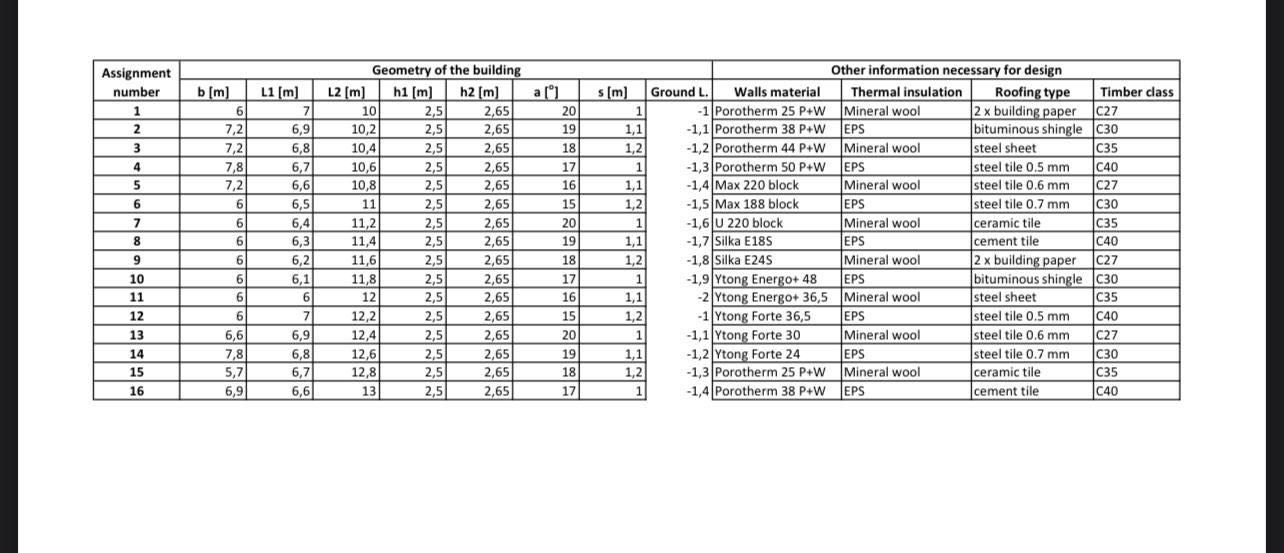 Assignment number Geometry of the building Other information necessary for design
b [m] L1 [m] L2 [m] h1 [m] h2 [m] a [°] s [m] Ground L. Walls material Thermal insulation Roofing type Timber class
1 6 7 10 2,5 2,65 20 1 -1 Porotherm 25 P+W Mineral wool 2 x building paper C27
2 7,2 6,9 10,2 2,5 2,65 19 1,1 -1,1 Porotherm 38 P+W EPS bituminous shingle C30
3 7,2 6,8 10,4 2,5 2,65 18 1,2 -1,2 Porotherm 44 P+W Mineral wool steel sheet C35
4 7,8 6,7 10,6 2,5 2,65 17 1 -1,3 Porotherm 50 P+W EPS steel tile 0.5 mm C40
5 7,2 6,6 10,8 2,5 2,65 16 1,1 -1,4 Max 220 block Mineral wool steel tile 0.6 mm C27
6 6 6,5 11 2,5 2,65 15 1,2 -1,5 Max 188 block EPS steel tile 0.7 mm C30
7 6 6,4 11,2 2,5 2,65 20 1 -1,6 U 220 block Mineral wool ceramic tile C35
8 6 6,3 11,4 2,5 2,65 19 1,1 -1,7 Silka E18S EPS cement tile C40
9 6 6,2 11,6 2,5 2,65 18 1,2 -1,8 Silka E24S Mineral wool 2 x building paper C27
10 6 6,1 11,8 2,5 2,65 17 1 -1,9 Ytong Energo+ 48 EPS bituminous shingle C30
11 6 6 12 2,5 2,65 16 1,1 -2 Ytong Energo+ 36,5 Mineral wool steel sheet C35
12 6 7 12,2 2,5 2,65 15 1,2 -1 Ytong Forte 36,5 EPS steel tile 0.5 mm C40
13 6,6 6,9 12,4 2,5 2,65 20 1 -1,1 Ytong Forte 30 Mineral wool steel tile 0.6 mm C27
14 7,8 6,8 12,6 2,5 2,65 19 1,1 -1,2 Ytong Forte 24 EPS steel tile 0.7 mm C30
15 5,7 6,7 12,8 2,5 2,65 18 1,2 -1,3 Porotherm 25 P+W Mineral wool ceramic tile C35
16 6,9 6,6 13 2,5 2,65 17 1 -1,4 Porotherm 38 P+W EPS cement tile C40